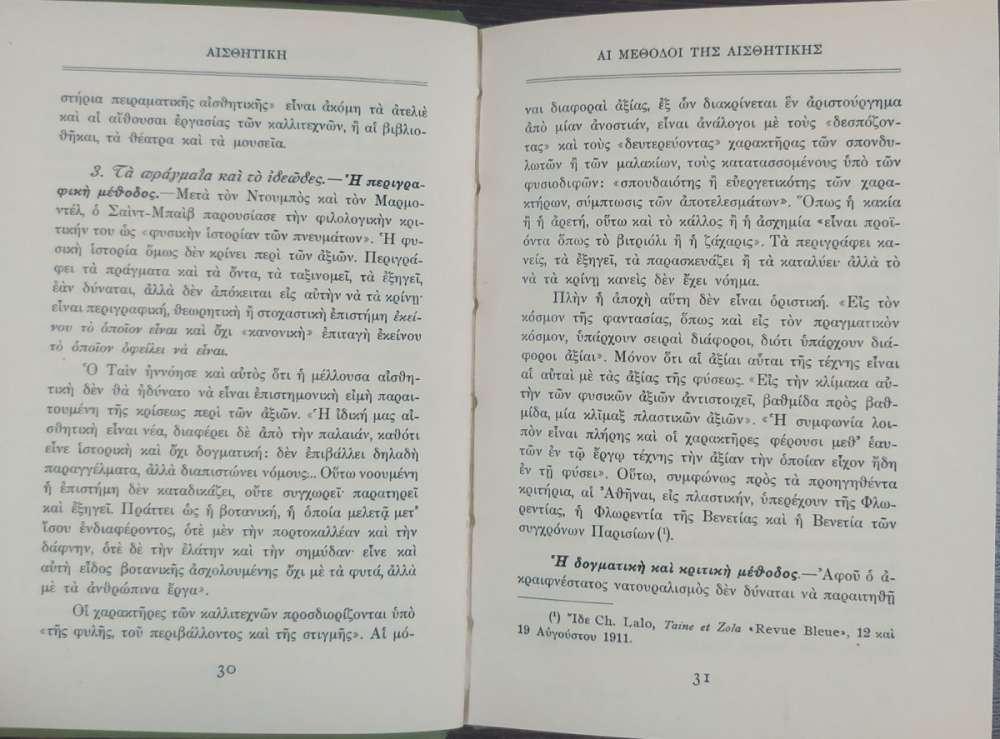 ΑΙΣΘΗΤΙΚΗ
στήρια πειραματικῆς αἰσθητικῆς» εἶναι ἀκόμη τὰ ἀτελιὲ
καὶ αἱ αἴθουσαι ἐργασίας τῶν καλλιτεχνῶν, ἢ αἱ βιβλιο-
θῆκαι, τὰ θέατρα καὶ τὰ μουσεῖα.
3. Τὰ πράγματα καὶ τὸ ἰδεῶδες.—Ἡ περιγρα-
φικὴ μέθοδος.—Μετὰ τὸν Ντουμπὸς καὶ τὸν Μαρμο-
ντέλ, ὁ Σαὶντ-Μπαὶβ παρουσίασε τὴν φιλολογικὴν κρι-
τικήν του ὡς «φυσικὴν ἱστορίαν τῶν πνευμάτων». Ἡ φυ-
σικὴ ἱστορία ὅμως δὲν κρίνει περὶ τῶν ἀξιῶν. Περιγρά-
φει τὰ πράγματα καὶ τὰ ὄντα, τὰ ταξινομεῖ, τὰ ἐξηγεῖ,
ἐὰν δύναται, ἀλλὰ δὲν ἀπόκειται εἰς αὐτὴν νὰ τὰ κρίνῃ·
εἶναι περιγραφική, θεωρητικὴ ἢ στοχαστικὴ ἐπιστήμη ἐκεί-
νου τὸ ὁποῖον εἶναι καὶ ὄχι «κανονικὴ» ἐπιταγὴ ἐκείνου
τὸ ὁποῖον ὀφείλει νὰ εἶναι.
Ὁ Ταὶν ἠννόησε καὶ αὐτὸς ὅτι ἡ μέλλουσα αἰσθη-
τικὴ δὲν θὰ ἠδύνατο νὰ εἶναι ἐπιστημονικὴ εἰμὴ παραι-
τουμένη τῆς κρίσεως περὶ τῶν ἀξιῶν. «Ἡ ἰδική μας αἰ-
σθητικὴ εἶναι νέα, διαφέρει δὲ ἀπὸ τὴν παλαιάν, καθότι
εἶνε ἱστορικὴ καὶ ὄχι δογματική: δὲν ἐπιβάλλει δηλαδὴ
παραγγέλματα, ἀλλὰ διαπιστώνει νόμους... Οὕτω νοουμένη
ἡ ἐπιστήμη δὲν καταδικάζει, οὔτε συγχωρεῖ· παρατηρεῖ
καὶ ἐξηγεῖ. Πράττει ὡς ἡ βοτανική, ἡ ὁποία μελετᾷ μετ'
ἴσου ἐνδιαφέροντος, ὁτὲ μὲν τὴν πορτοκαλλέαν καὶ τὴν
δάφνην, ὁτὲ δὲ τὴν ἐλάτην καὶ τὴν σημύδαν· εἶνε καὶ
αὐτὴ εἶδος βοτανικῆς ἀσχολουμένης ὄχι μὲ τὰ φυτά, ἀλλὰ
μὲ τὰ ἀνθρώπινα ἔργα».
Οἱ χαρακτῆρες τῶν καλλιτεχνῶν προσδιορίζονται ὑπὸ
«τῆς φυλῆς, τοῦ περιβάλλοντος καὶ τῆς στιγμῆς». Αἱ μό-
30
ΑΙ ΜΕΘΟΔΟΙ ΤΗΣ ΑΙΣΘΗΤΙΚΗΣ
ναι διαφοραὶ ἀξίας, ἐξ ὧν διακρίνεται ἓν ἀριστούργημα
ἀπὸ μίαν ἀνοστιάν, εἶναι ἀνάλογοι μὲ τοὺς «δεσπόζον-
τας» καὶ τοὺς «δευτερεύοντας» χαρακτῆρας τῶν σπονδυ-
λωτῶν ἢ τῶν μαλακίων, τοὺς κατατασσομένους ὑπὸ τῶν
φυσιοδιφῶν: «σπουδαιότης ἢ εὐεργετικότης τῶν χαρα-
κτήρων, σύμπτωσις τῶν ἀποτελεσμάτων». Ὅπως ἡ κακία
ἢ ἡ ἀρετή, οὕτω καὶ τὸ κάλλος ἢ ἡ ἀσχημία «εἶναι προϊ-
όντα ὅπως τὸ βιτριόλι ἢ ἡ ζάχαρις». Τὰ περιγράφει κα-
νείς, τὰ ἐξηγεῖ, τὰ παρασκευάζει ἢ τὰ καταλύει· ἀλλὰ τὸ
νὰ τὰ κρίνῃ κανεὶς δὲν ἔχει νόημα.
Πλὴν ἡ ἀποχὴ αὕτη δὲν εἶναι ὁριστική. «Εἰς τὸν
κόσμον τῆς φαντασίας, ὅπως καὶ εἰς τὸν πραγματικὸν
κόσμον, ὑπάρχουν σειραὶ διάφοροι, διότι ὑπάρχουν διά-
φοροι ἀξίαι». Μόνον ὅτι αἱ ἀξίαι αὗται τῆς τέχνης εἶναι
αἱ αὐταὶ μὲ τὰς ἀξίας τῆς φύσεως. «Εἰς τὴν κλίμακα αὐ-
τὴν τῶν φυσικῶν ἀξιῶν ἀντιστοιχεῖ, βαθμίδα πρὸς βαθ-
μίδα, μία κλῖμαξ πλαστικῶν ἀξιῶν». «Ἡ συμφωνία λοι-
πὸν εἶναι πλήρης καὶ οἱ χαρακτῆρες φέρουσι μεθ' ἑαυ-
τῶν ἐν τῷ ἔργῳ τέχνης τὴν ἀξίαν τὴν ὁποίαν εἶχον ἤδη
ἐν τῇ φύσει». Οὕτω, συμφώνως πρὸς τὰ προηγηθέντα
κριτήρια, αἱ Ἀθῆναι, εἰς πλαστικήν, ὑπερέχουν τῆς Φλω-
ρεντίας, ἡ Φλωρεντία τῆς Βενετίας καὶ ἡ Βενετία τῶν
συγχρόνων Παρισίων(¹).
Ἡ δογματικὴ καὶ κριτικὴ μέθοδος.—Ἀφοῦ ὁ ἀ-
κραιφνέστατος νατουραλισμὸς δὲν δύναται νὰ παραιτηθῇ
(¹) Ἴδε Ch. Lalo, Taine et Zola «Revue Bleue», 12 καὶ
19 Αὐγούστου 1911.
31